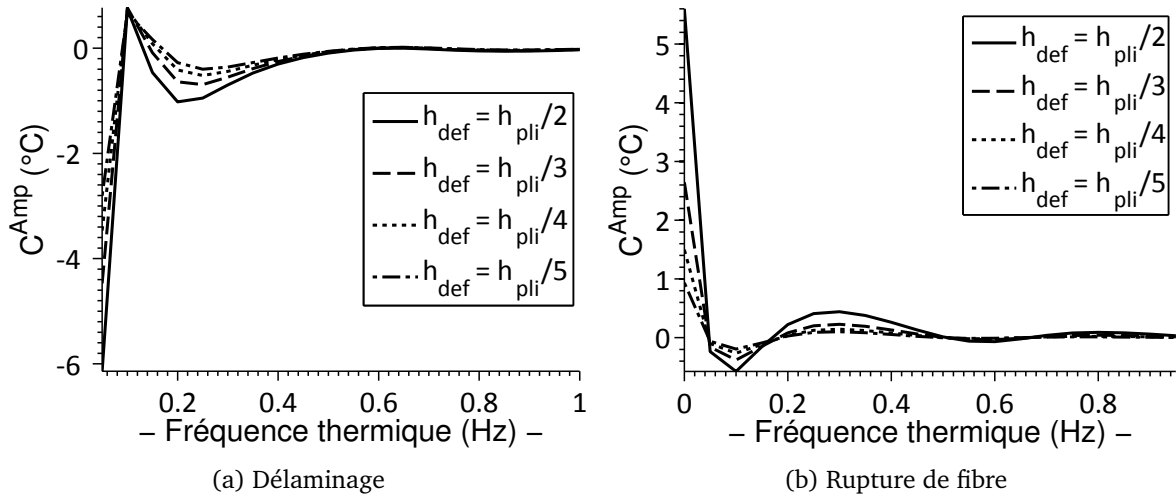 0
-2
-4
-6
C^Amp (°C)
h_def = h_pli/2
h_def = h_pli/3
h_def = h_pli/4
h_def = h_pli/5
0.2 0.4 0.6 0.8 1
– Fréquence thermique (Hz) –
(a) Délaminage
5
4
3
2
1
0
C^Amp (°C)
h_def = h_pli/2
h_def = h_pli/3
h_def = h_pli/4
h_def = h_pli/5
0 0.2 0.4 0.6 0.8
– Fréquence thermique (Hz) –
(b) Rupture de fibre